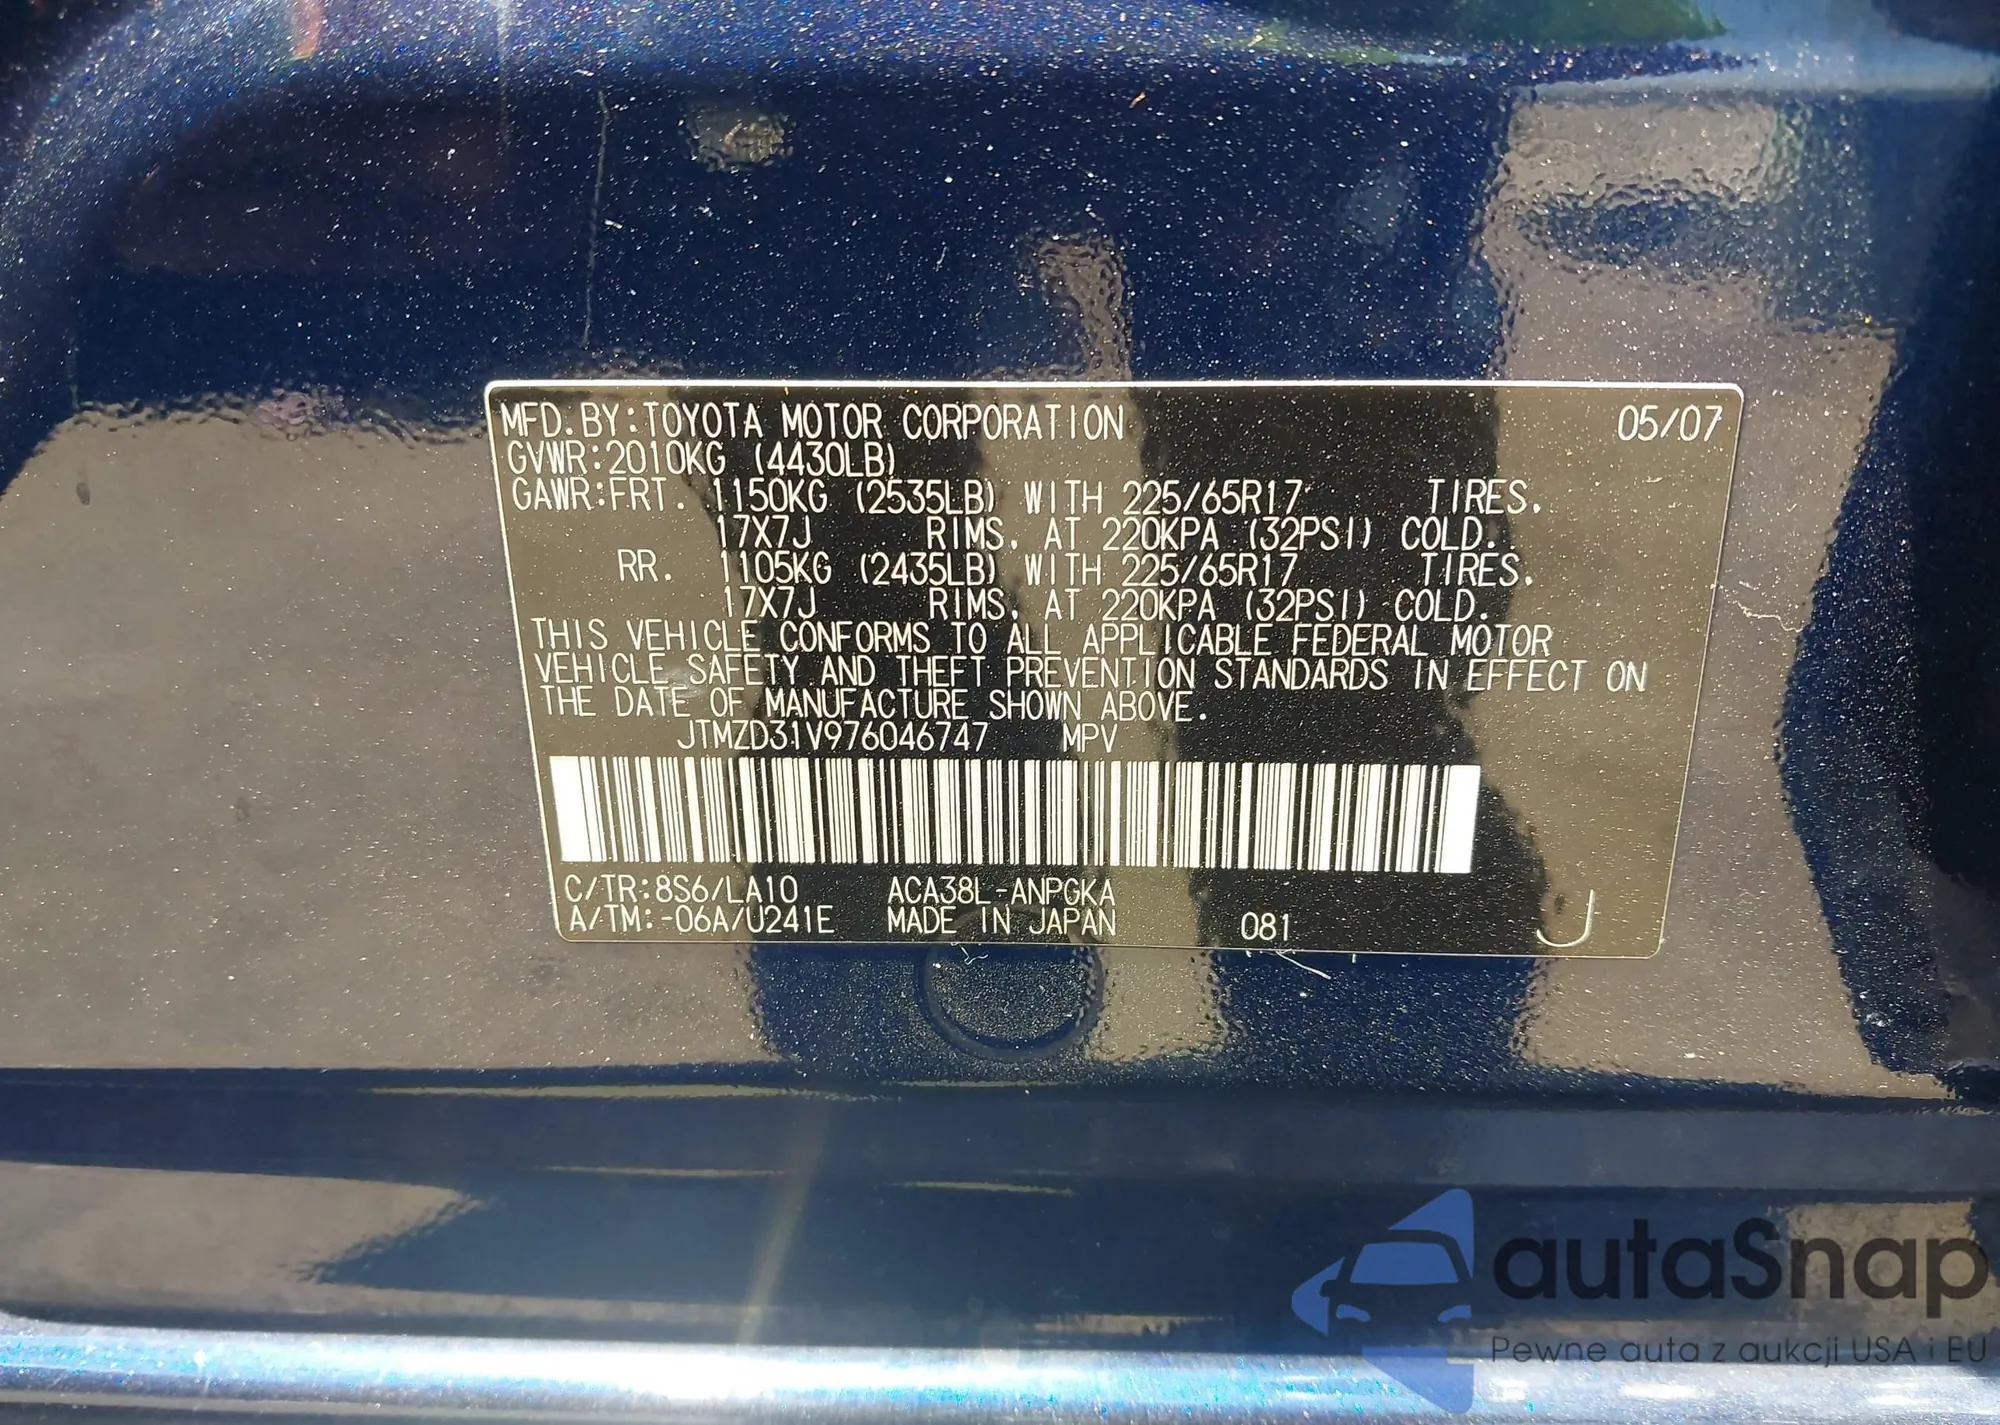 MFD. BY:TOYOTA MOTOR CORPORATION 05/07
GVWR:2010KG (4430LB)
GAWR:FRT. 1150KG (2535LB) WITH 225/65R17 TIRES,
17X7J RIMS, AT 220KPA (32PSI) COLD.
RR. 1105KG (2435LB) WITH 225/65R17 TIRES,
17X7J RIMS, AT 220KPA (32PSI) COLD.
THIS VEHICLE CONFORMS TO ALL APPLICABLE FEDERAL MOTOR
VEHICLE SAFETY AND THEFT PREVENTION STANDARDS IN EFFECT ON
THE DATE OF MANUFACTURE SHOWN ABOVE.
JTMZD31V976046747 MPV
C/TR:8S6/LA10 ACA38L-ANPGKA
A/TM:-06A/U241E MADE IN JAPAN 081 J
autaSnap
Pewne auta z aukcji USA i EU